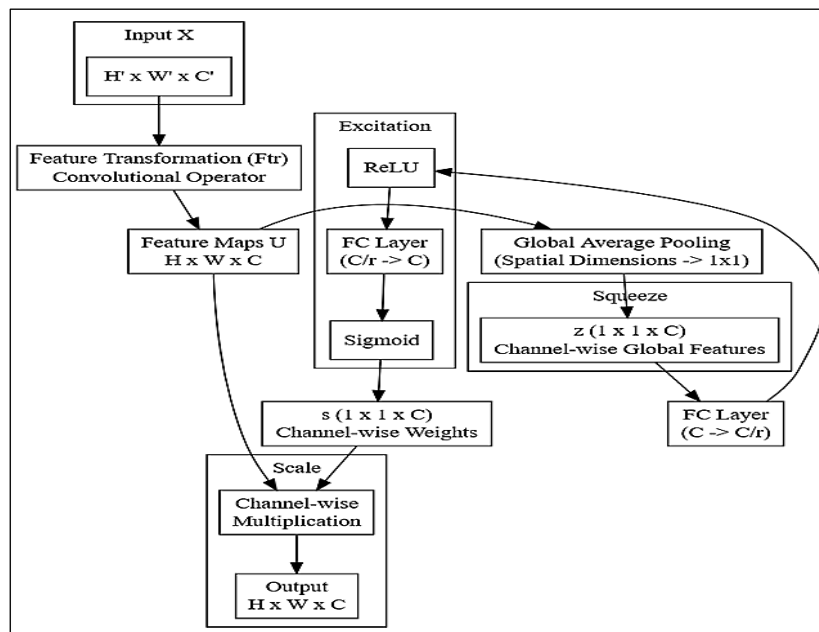 Input X
H' x W' x C'
Feature Transformation (Ftr)
Convolutional Operator
Feature Maps U
H x W x C
Global Average Pooling
(Spatial Dimensions -> 1x1)
Squeeze
z (1 x 1 x C)
Channel-wise Global Features
FC Layer
(C -> C/r)
Excitation
ReLU
FC Layer
(C/r -> C)
Sigmoid
s (1 x 1 x C)
Channel-wise Weights
Scale
Channel-wise
Multiplication
Output
H x W x C